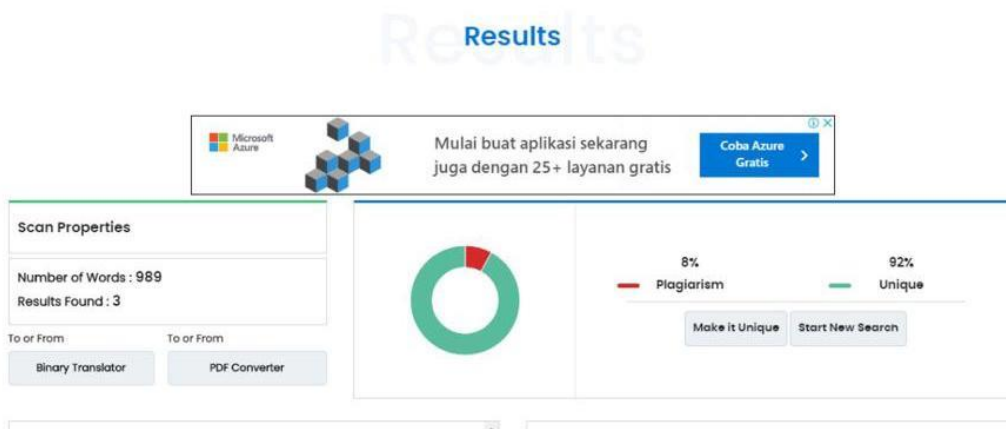 Results
Results
Microsoft
Azure
Mulai buat aplikasi sekarang
juga dengan 25+ layanan gratis
Coba Azure
Gratis
Scan Properties
Number of Words : 989
Results Found : 3
To or From
To or From
Binary Translator
PDF Converter
8%
92%
Plagiarism
Unique
Make it Unique
Start New Search